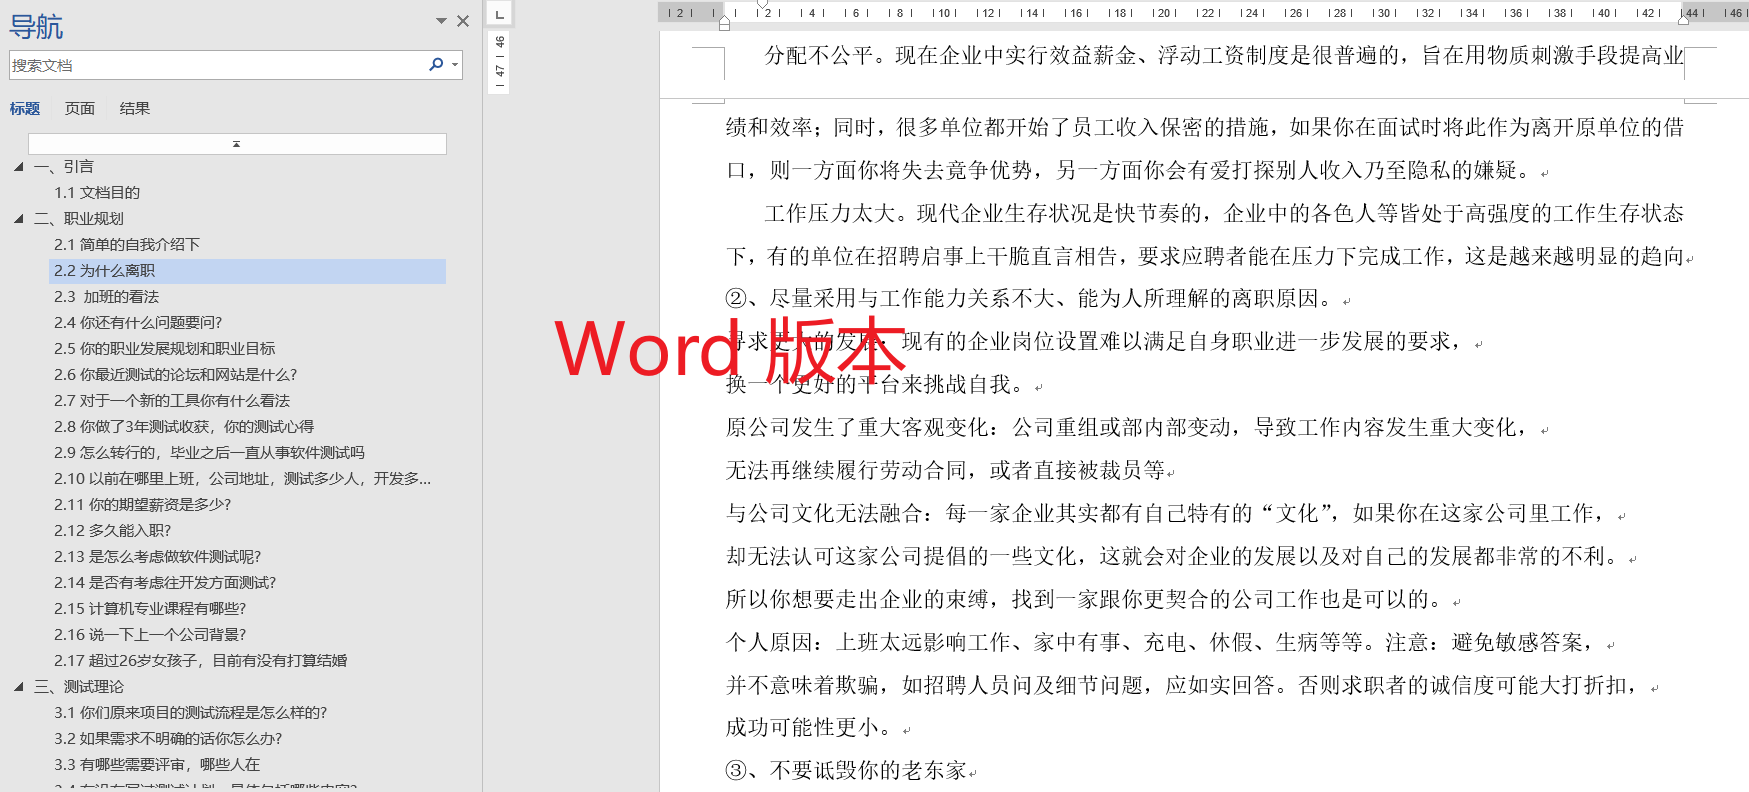 导航
搜索文档
标题 页面 结果
一、引言
1.1 文档目的
二、职业规划
2.1 简单的自我介绍下
2.2 为什么离职
2.3 加班的看法
2.4 你还有什么问题要问?
2.5 你的职业发展规划和职业目标
2.6 你最近测试的论坛和网站是什么?
2.7 对于一个新的工具你有什么看法
2.8 你做了3年测试收获，你的测试心得
2.9 怎么转行的，毕业之后一直从事软件测试吗
2.10 以前在哪里上班，公司地址，测试多少人，开发多...
2.11 你的期望薪资是多少?
2.12 多久能入职?
2.13 是怎么考虑做软件测试呢?
2.14 是否有考虑往开发方面测试?
2.15 计算机专业课程有哪些?
2.16 说一下上一个公司背景?
2.17 超过26岁女孩子，目前有没有打算结婚
三、测试理论
3.1 你们原来项目的测试流程是怎么样的?
3.2 如果需求不明确的话你怎么办?
3.3 有哪些需要评审，哪些人在
46 47
2 2 4 6 8 10 12 14 16 18 20 22 24 26 28 30 32 34 36 38 40 42 44 46
分配不公平。现在企业中实行效益薪金、浮动工资制度是很普遍的，旨在用物质刺激手段提高业
绩和效率；同时，很多单位都开始了员工收入保密的措施，如果你在面试时将此作为离开原单位的借
口，则一方面你将失去竞争优势，另一方面你会有爱打探别人收入乃至隐私的嫌疑。
工作压力太大。现代企业生存状况是快节奏的，企业中的各色人等皆处于高强度的工作生存状态
下，有的单位在招聘启事上干脆直言相告，要求应聘者能在压力下完成工作，这是越来越明显的趋向
②、尽量采用与工作能力关系不大、能为人所理解的离职原因。
寻求更大的发展：现有的企业岗位设置难以满足自身职业进一步发展的要求，
Word 版本
换一个更好的平台来挑战自我。
原公司发生了重大客观变化：公司重组或部内部变动，导致工作内容发生重大变化，
无法再继续履行劳动合同，或者直接被裁员等
与公司文化无法融合：每一家企业其实都有自己特有的“文化”，如果你在这家公司里工作，
却无法认可这家公司提倡的一些文化，这就会对企业的发展以及对自己的发展都非常的不利。
所以你想要走出企业的束缚，找到一家跟你更契合的公司工作也是可以的。
个人原因：上班太远影响工作、家中有事、充电、休假、生病等等。注意：避免敏感答案，
并不意味着欺骗，如招聘人员问及细节问题，应如实回答。否则求职者的诚信度可能大打折扣，
成功可能性更小。
③、不要诋毁你的老东家